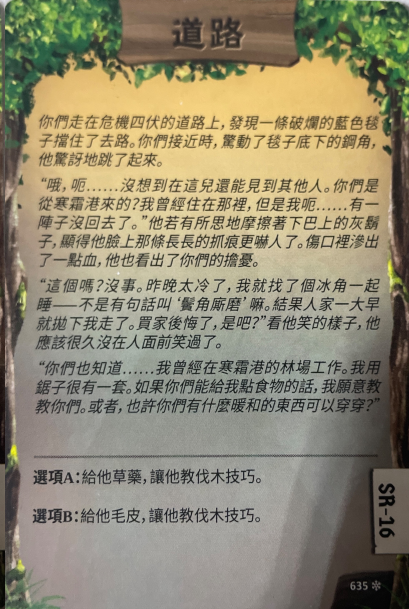 道路
你們走在危機四伏的道路上，發現一條破爛的藍色毯
子擋住了去路。你們接近時，驚動了毯子底下的鋼角，
他驚訝地跳了起來。
“哦，呃……沒想到在這兒還能見到其他人。你們是
從寒霜港來的？我曾經住在那裡，但是我呃……有一
陣子沒回去了。”他若有所思地摩擦著下巴上的灰鬍
子，顯得他臉上那條長長的抓痕更嚇人了。傷口裡滲出
了一點血，他也看出了你們的擔憂。
“這個嗎？沒事。昨晚太冷了，我就找了個冰角一起
睡——不是有句話叫‘鬢角廝磨’嘛。結果人家一大早
就拋下我走了。買家後悔了，是吧？”看他笑的樣子，他
應該很久沒在人面前笑過了。
“你們也知道……我曾經在寒霜港的林場工作。我用
鋸子很有一套。如果你們能給我點食物的話，我願意教
教你們。或者，也許你們有什麼暖和的東西可以穿穿？”
選項A：給他草藥，讓他教伐木技巧。
選項B：給他毛皮，讓他教伐木技巧。
SR-16
635